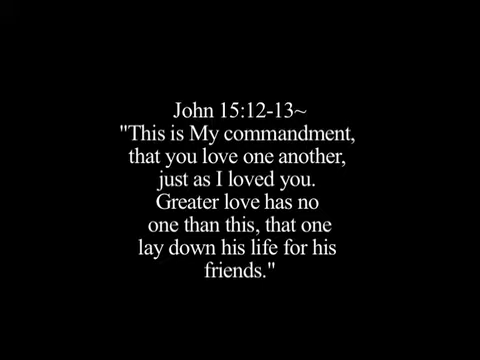 John 15:12-13~
"This is My commandment,
that you love one another,
just as I loved you.
Greater love has no
one than this, that one
lay down his life for his
friends."